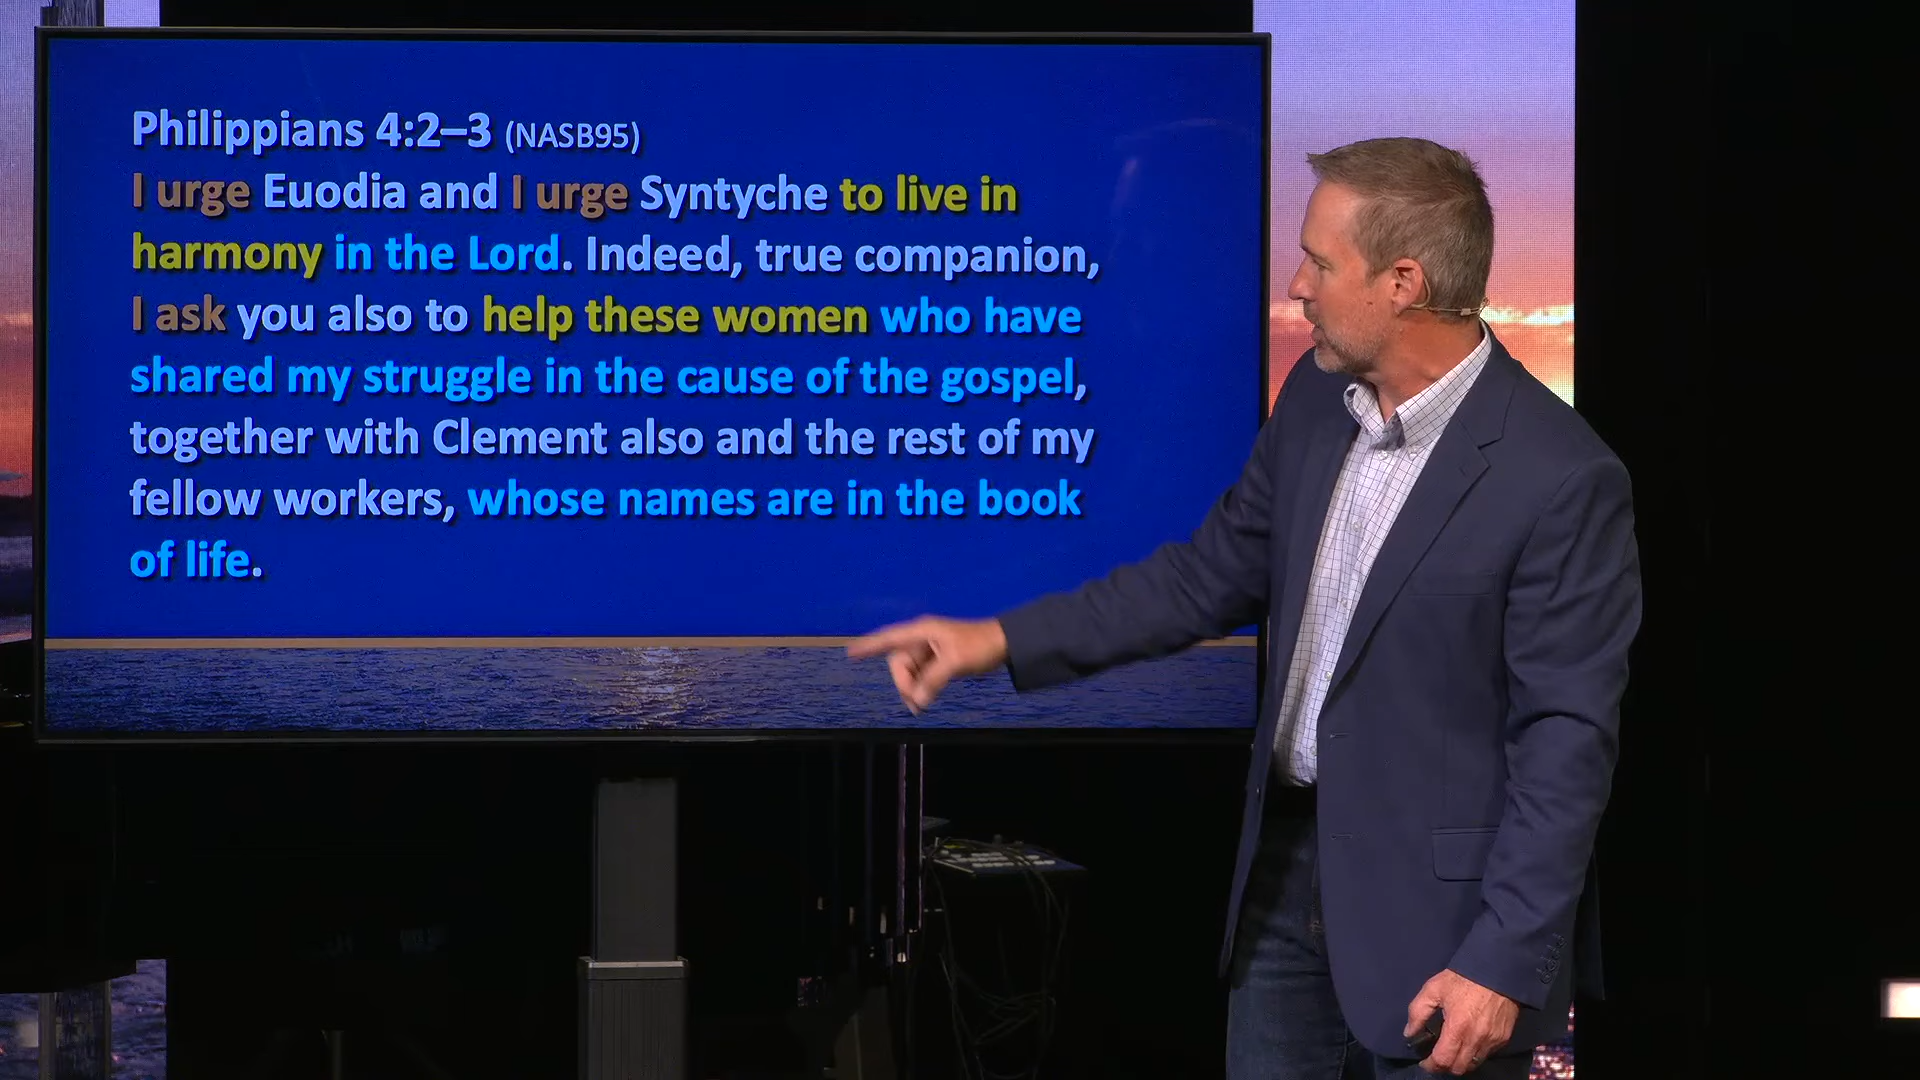 Philippians 4:2–3 (NASB95)
I urge Euodia and I urge Syntyche to live in
harmony in the Lord. Indeed, true companion,
I ask you also to help these women who have
shared my struggle in the cause of the gospel,
together with Clement also and the rest of my
fellow workers, whose names are in the book
of life.